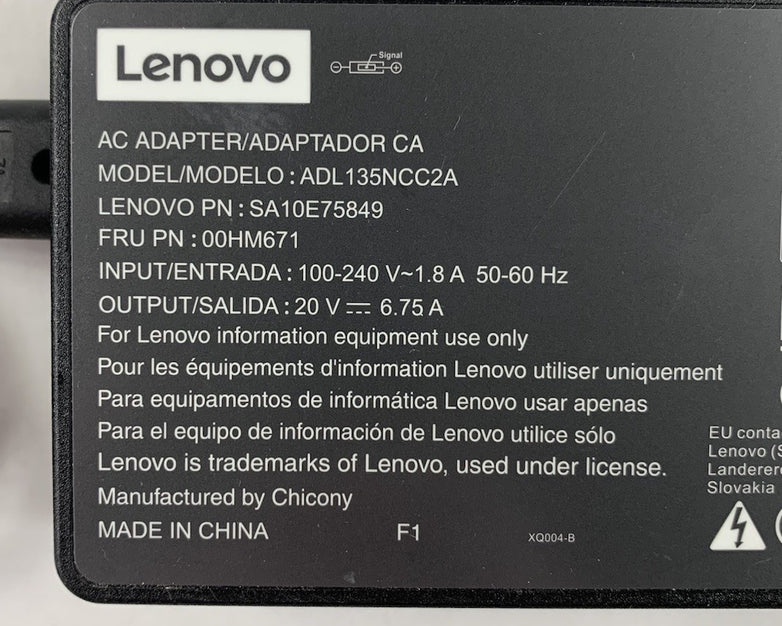 Lenovo
Signal
AC ADAPTER/ADAPTADOR CA
MODEL/MODELO : ADL135NCC2A
LENOVO PN : SA10E75849
FRU PN : 00HM671
INPUT/ENTRADA : 100-240 V~1.8 A 50-60 Hz
OUTPUT/SALIDA : 20 V ⎓ 6.75 A
For Lenovo information equipment use only
Pour les équipements d'information Lenovo utiliser uniquement
Para equipamentos de informática Lenovo usar apenas
Para el equipo de información de Lenovo utilice sólo
Lenovo is trademarks of Lenovo, used under license.
Manufactured by Chicony
MADE IN CHINA F1 XQ004-B
EU conta
Lenovo (S
Landerer
Slovakia